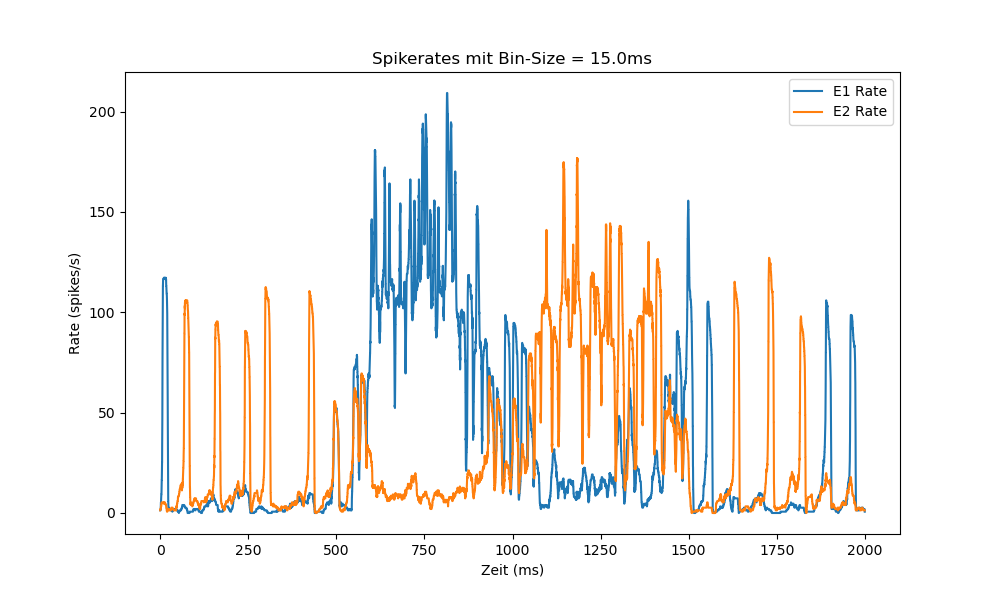 Spikerates mit Bin-Size = 15.0ms
E1 Rate
E2 Rate
Rate (spikes/s)
200
150
100
50
0
0 250 500 750 1000 1250 1500 1750 2000
Zeit (ms)